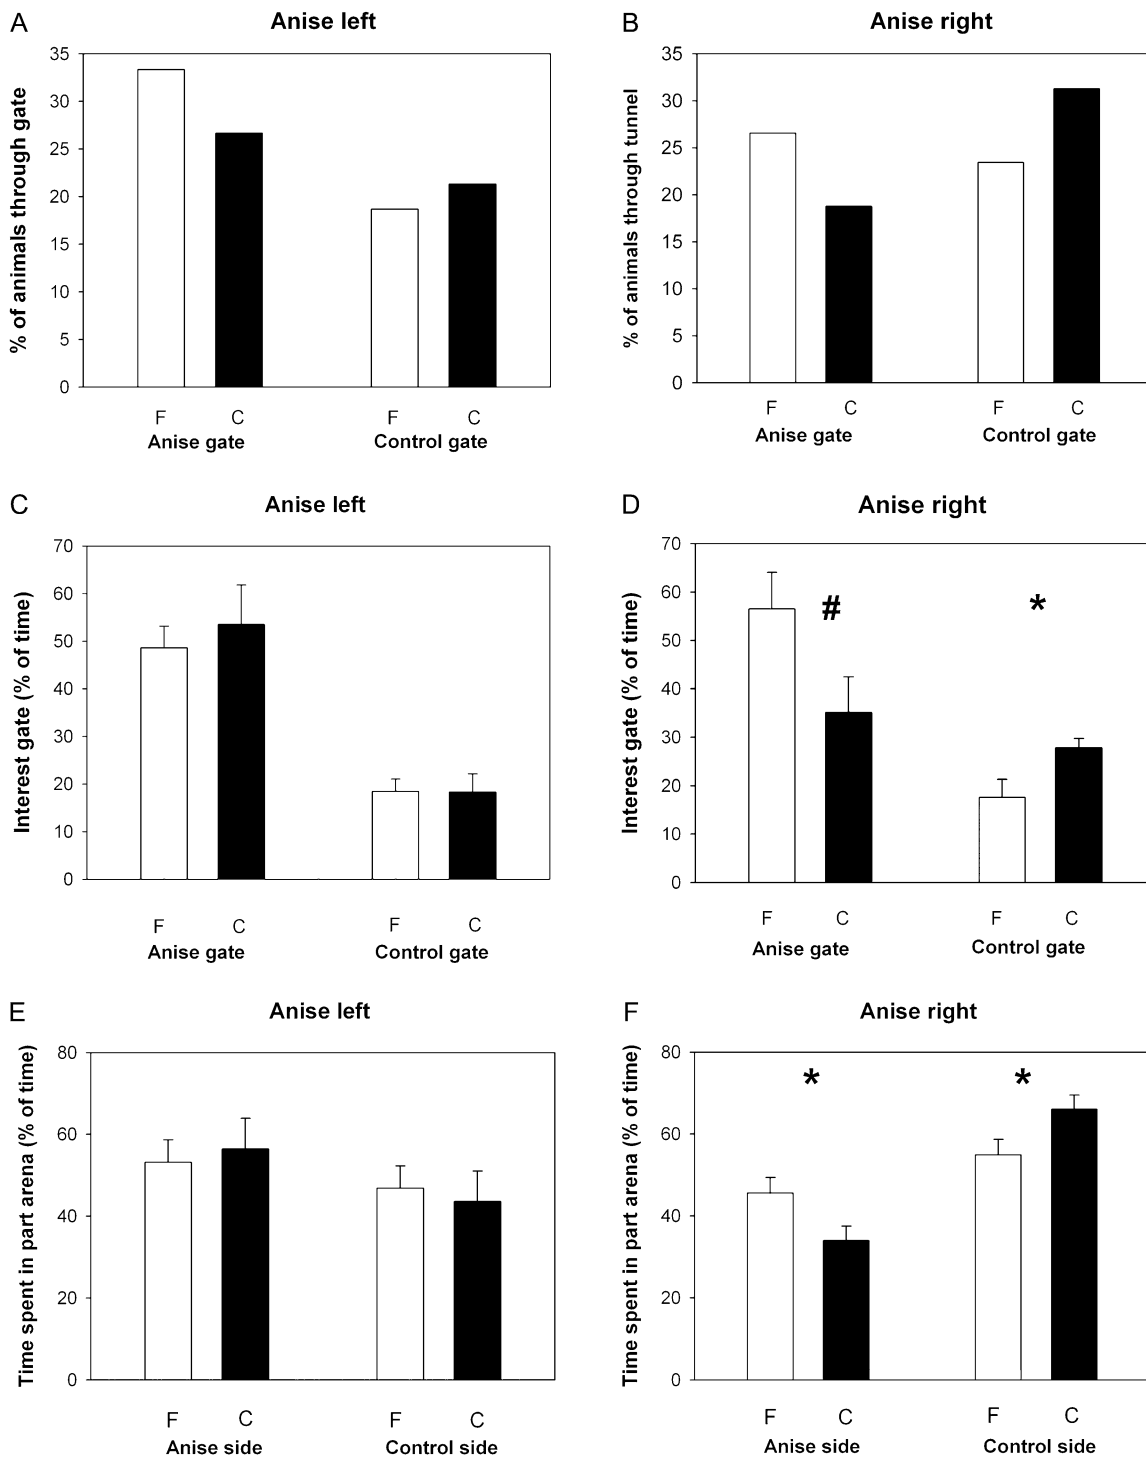 A
Anise left
% of animals through gate
35
30
25
20
15
10
5
0
F C F C
Anise gate Control gate
B
Anise right
% of animals through tunnel
35
30
25
20
15
10
5
0
F C F C
Anise gate Control gate
C
Anise left
Interest gate (% of time)
70
60
50
40
30
20
10
0
F C F C
Anise gate Control gate
D
Anise right
Interest gate (% of time)
70
60
50
40
30
20
10
0
# *
F C F C
Anise gate Control gate
E
Anise left
Time spent in part arena (% of time)
80
60
40
20
0
F C F C
Anise side Control side
F
Anise right
Time spent in part arena (% of time)
80
60
40
20
0
* *
F C F C
Anise side Control side